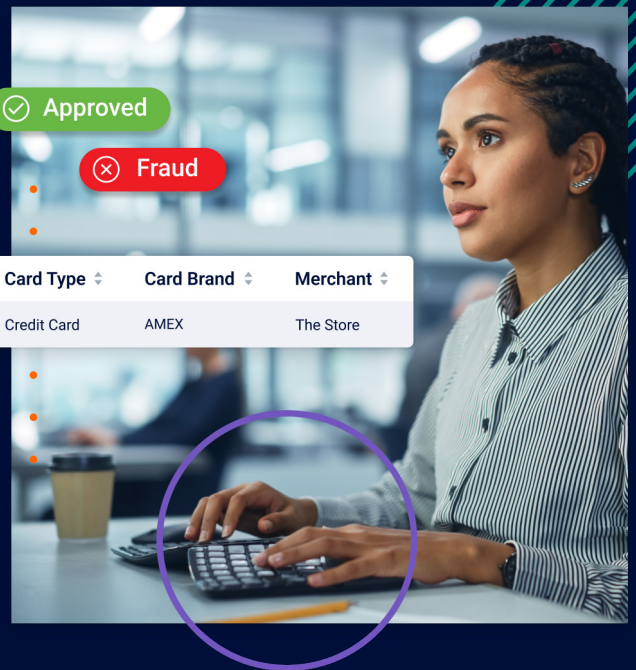 Approved
Fraud
Card Type Card Brand Merchant
Credit Card AMEX The Store